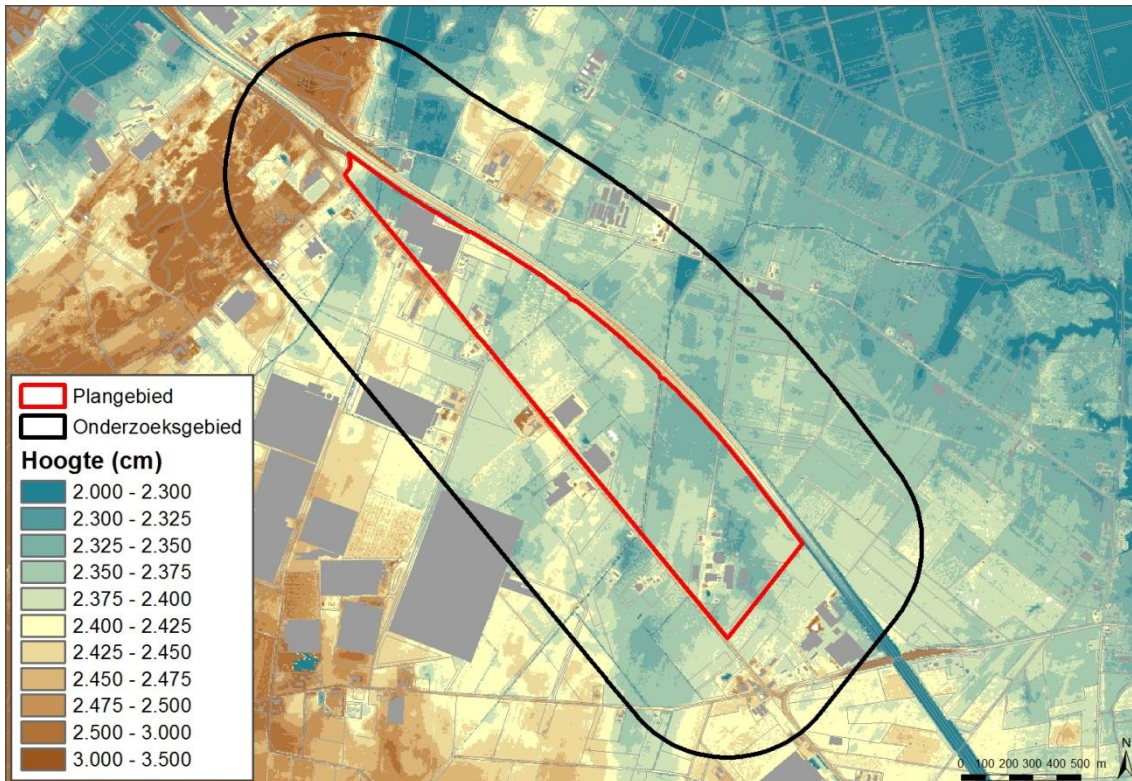 Plangebied
Onderzoeksgebied
Hoogte (cm)
2.000 - 2.300
2.300 - 2.325
2.325 - 2.350
2.350 - 2.375
2.375 - 2.400
2.400 - 2.425
2.425 - 2.450
2.450 - 2.475
2.475 - 2.500
2.500 - 3.000
3.000 - 3.500
N
0 100 200 300 400 500 m